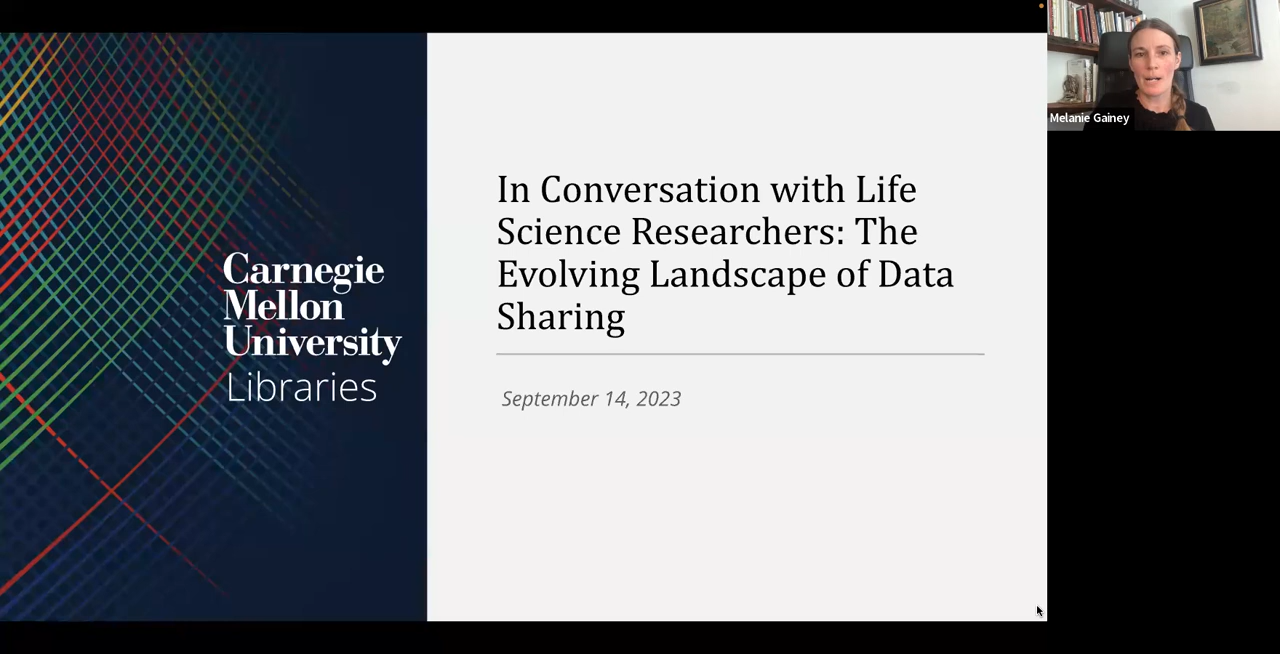 Carnegie
Mellon
University
Libraries
In Conversation with Life
Science Researchers: The
Evolving Landscape of Data
Sharing
September 14, 2023
Melanie Gainey